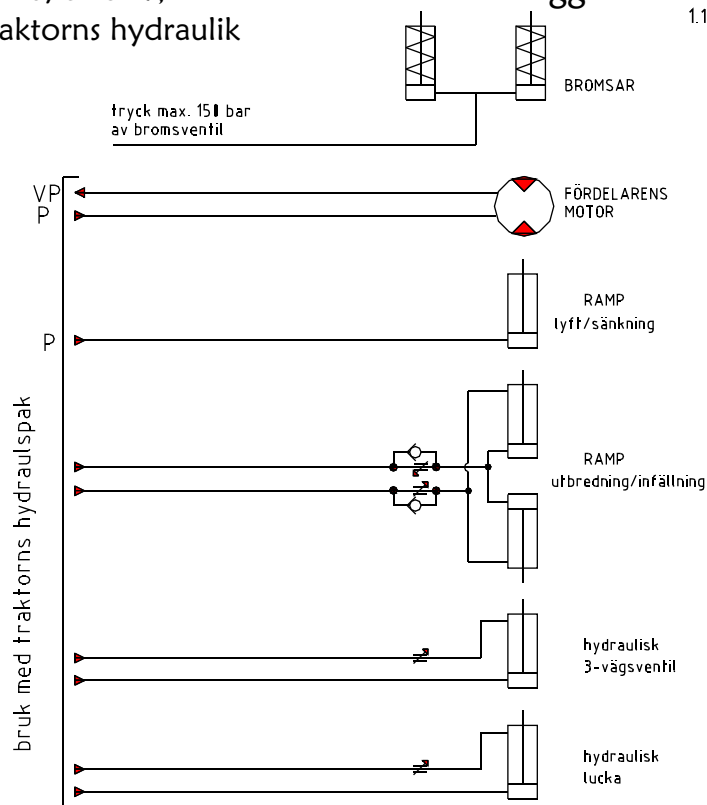 aktorns hydraulik
1.1
BROMSAR
tryck max. 150 bar
av bromsventil
VP
P
FÖRDELARENS
MOTOR
RAMP
lyft/sänkning
P
bruk med traktorns hydraulspak
RAMP
utbredning/infällning
hydraulisk
3-vägsventil
hydraulisk
lucka